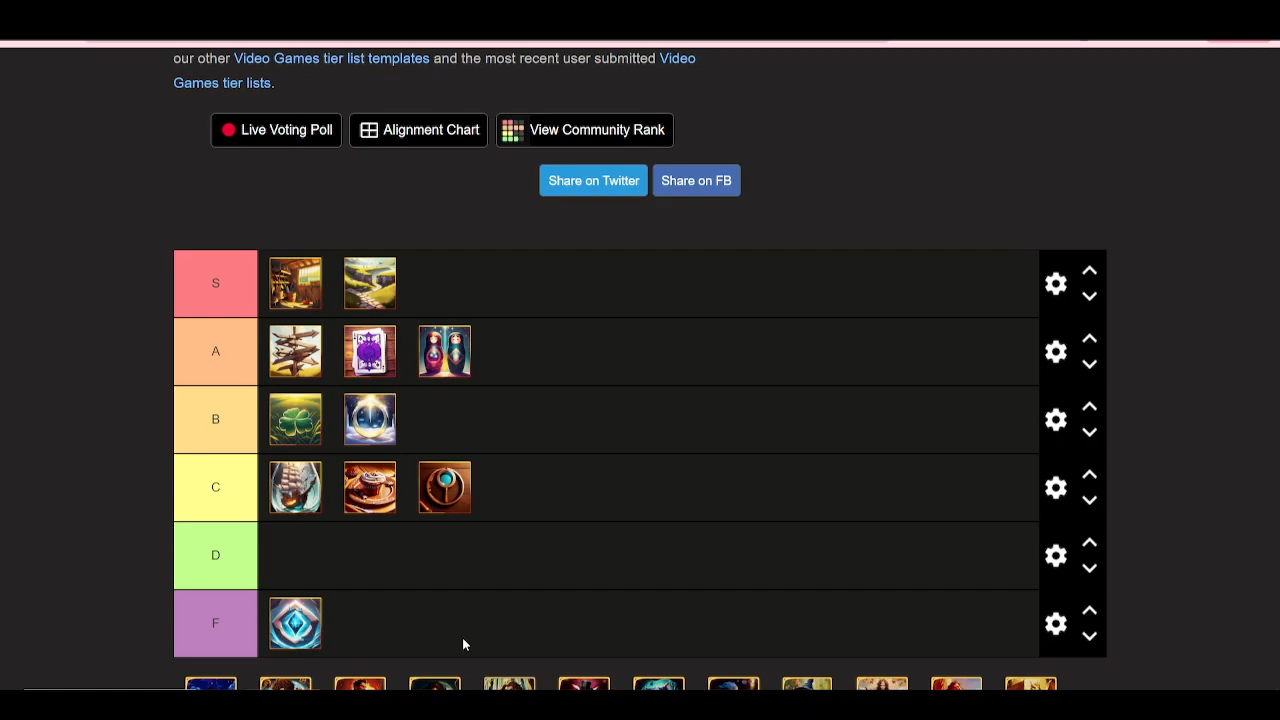 our other Video Games tier list templates and the most recent user submitted Video
Games tier lists.
Live Voting Poll
Alignment Chart
View Community Rank
Share on Twitter
Share on FB
S
A
B
C
D
F